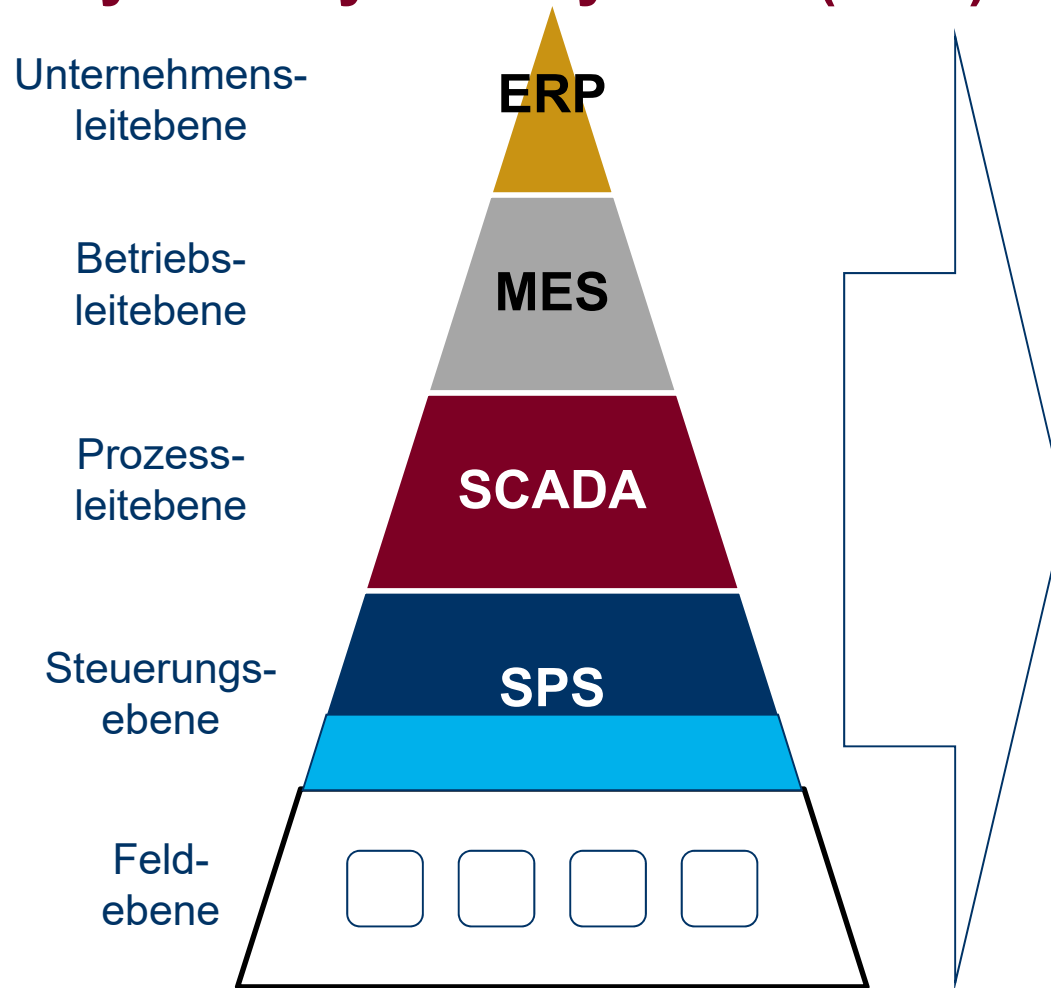 Unternehmens-
leitebene
ERP
Betriebs-
leitebene
MES
Prozess-
leitebene
SCADA
Steuerungs-
ebene
SPS
Feld-
ebene